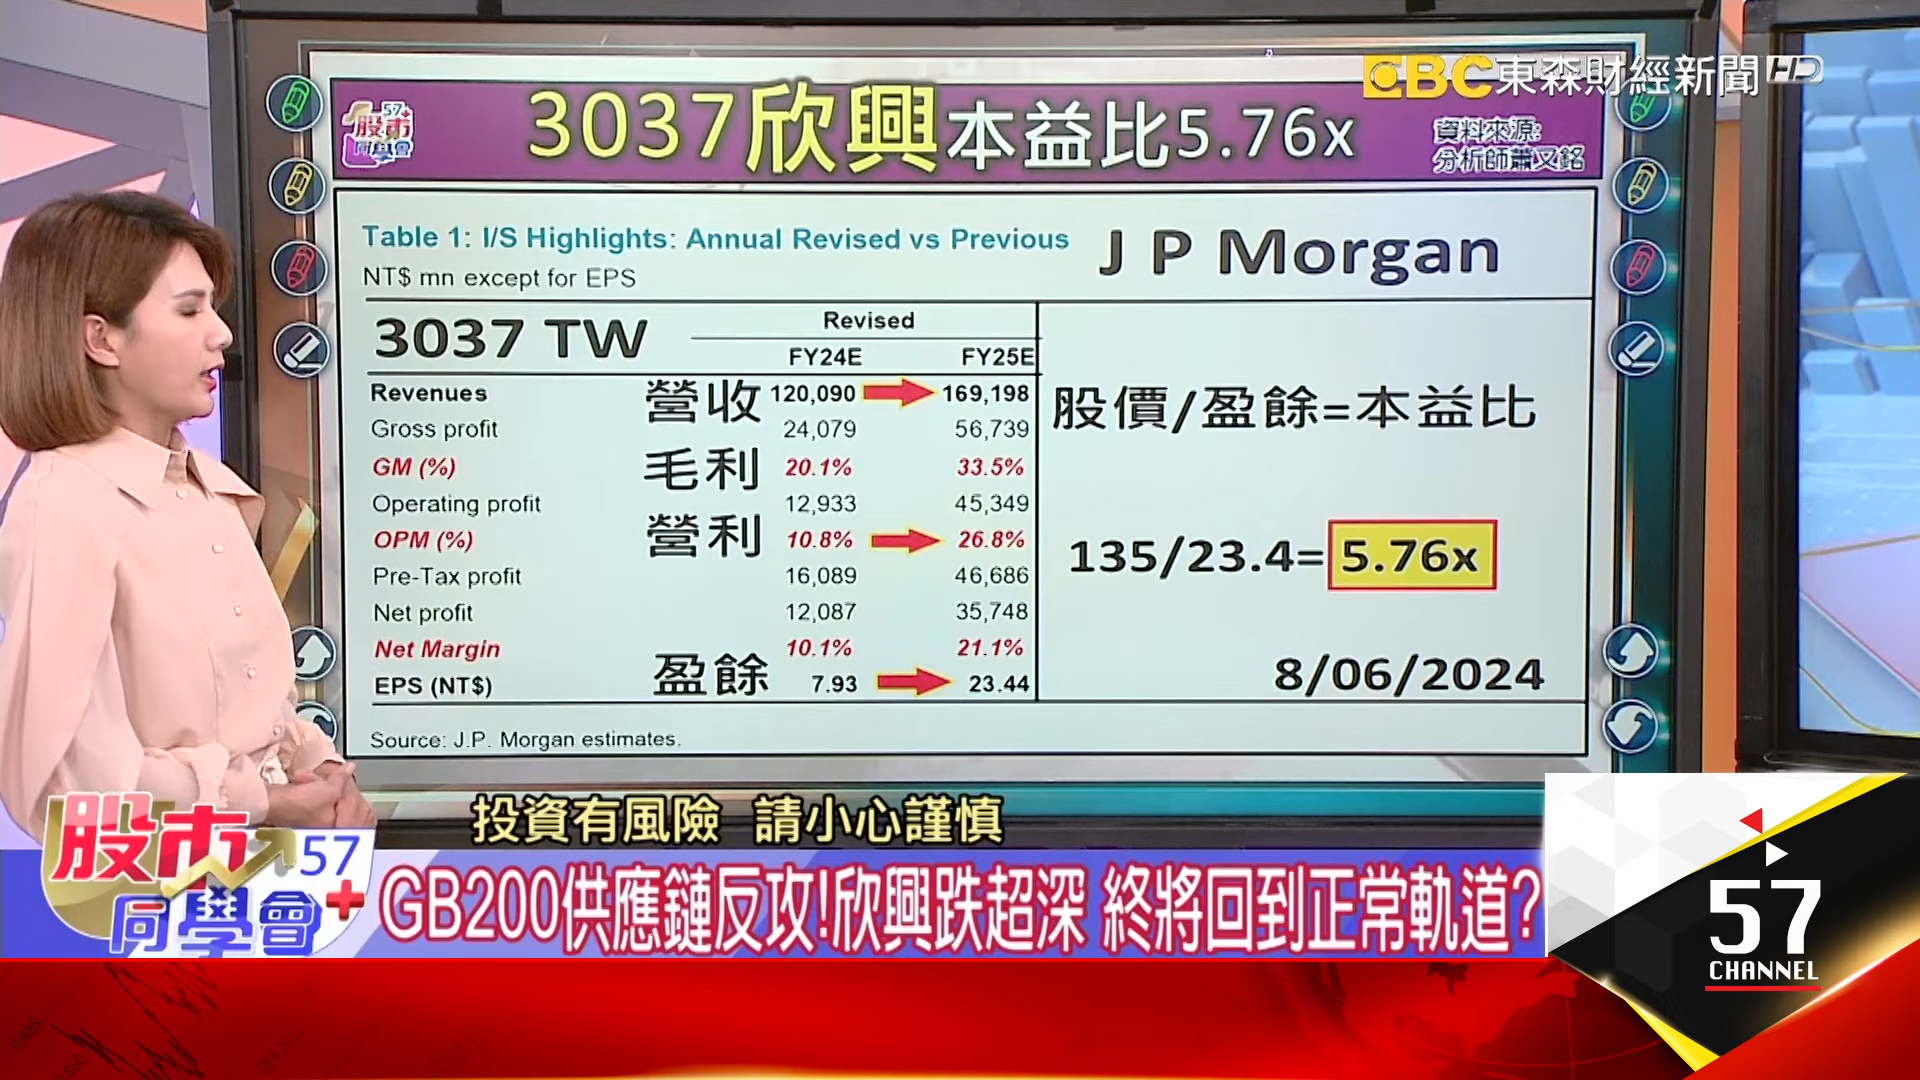 EBC東森財經新聞HD
57+
股市
同學會
3037欣興本益比5.76x
資料來源:
分析師蕭又銘
Table 1: I/S Highlights: Annual Revised vs Previous
NT$ mn except for EPS
J P Morgan
3037 TW
Revised
FY24E FY25E
Revenues 營收 120,090 169,198
Gross profit 24,079 56,739
GM (%) 毛利 20.1% 33.5%
Operating profit 12,933 45,349
OPM (%) 營利 10.8% 26.8%
Pre-Tax profit 16,089 46,686
Net profit 12,087 35,748
Net Margin 10.1% 21.1%
EPS (NT$) 盈餘 7.93 23.44
Source: J.P. Morgan estimates.
股價/盈餘=本益比
135/23.4=5.76x
8/06/2024
投資有風險 請小心謹慎
股市57
同學會+
GB200供應鏈反攻!欣興跌超深 終將回到正常軌道?
57
CHANNEL